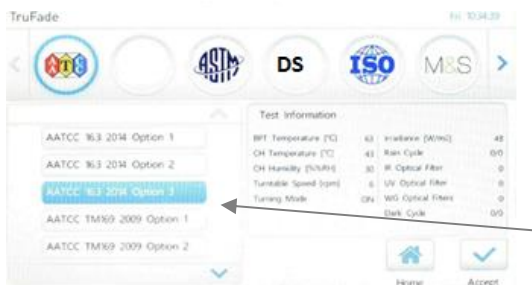 TruFade
Fri 10:34:39
ATS
ASTM
DS
ISO
M&S
AATCC 163 2014 Option 1
AATCC 163 2014 Option 2
AATCC 163 2014 Option 3
AATCC TM169 2009 Option 1
AATCC TM169 2009 Option 2
Test Information
BPT Temperature [°C] 63
CH Temperature [°C] 43
CH Humidity [%RH] 30
Turntable Speed [rpm] 6
Turning Mode ON
Irradiance [W/m2] 48
Rain Cycle 0/0
IR Optical Filter 0
UV Optical Filter 0
WG Optical Filters 0
Dark Cycle 0/0
Home
Accept